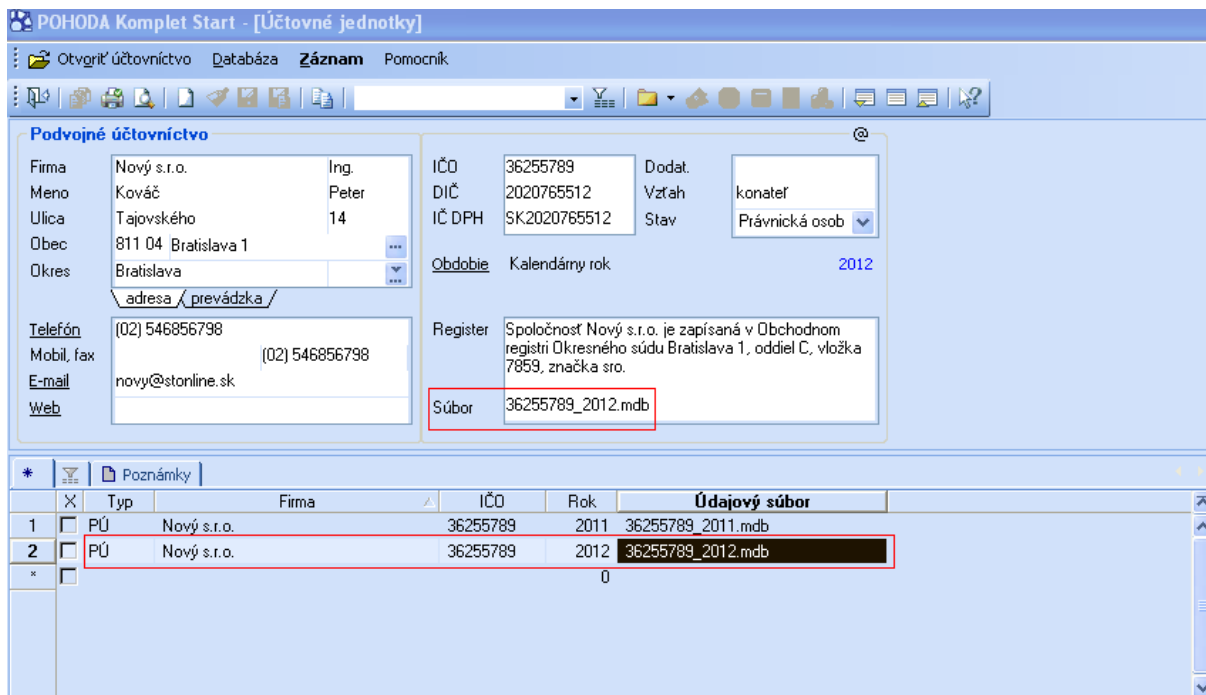 POHODA Komplet Start - [Účtovné jednotky]
Otvoriť účtovníctvo Databáza Záznam Pomocník
Podvojné účtovníctvo @
Firma Nový s.r.o. Ing.
Meno Kováč Peter
Ulica Tajovského 14
Obec 811 04 Bratislava 1
Okres Bratislava
adresa prevádzka
Telefón (02) 546856798
Mobil, fax (02) 546856798
E-mail novy@stonline.sk
Web
IČO 36255789 Dodat.
DIČ 2020765512 Vzťah konateľ
IČ DPH SK2020765512 Stav Právnická osob
Obdobie Kalendárny rok 2012
Register Spoločnosť Nový s.r.o. je zapísaná v Obchodnom
registri Okresného súdu Bratislava 1, oddiel C, vložka
7859, značka sro.
Súbor 36255789_2012.mdb
* Poznámky
X Typ Firma IČO Rok Údajový súbor
1 PÚ Nový s.r.o. 36255789 2011 36255789_2011.mdb
2 PÚ Nový s.r.o. 36255789 2012 36255789_2012.mdb
* 0